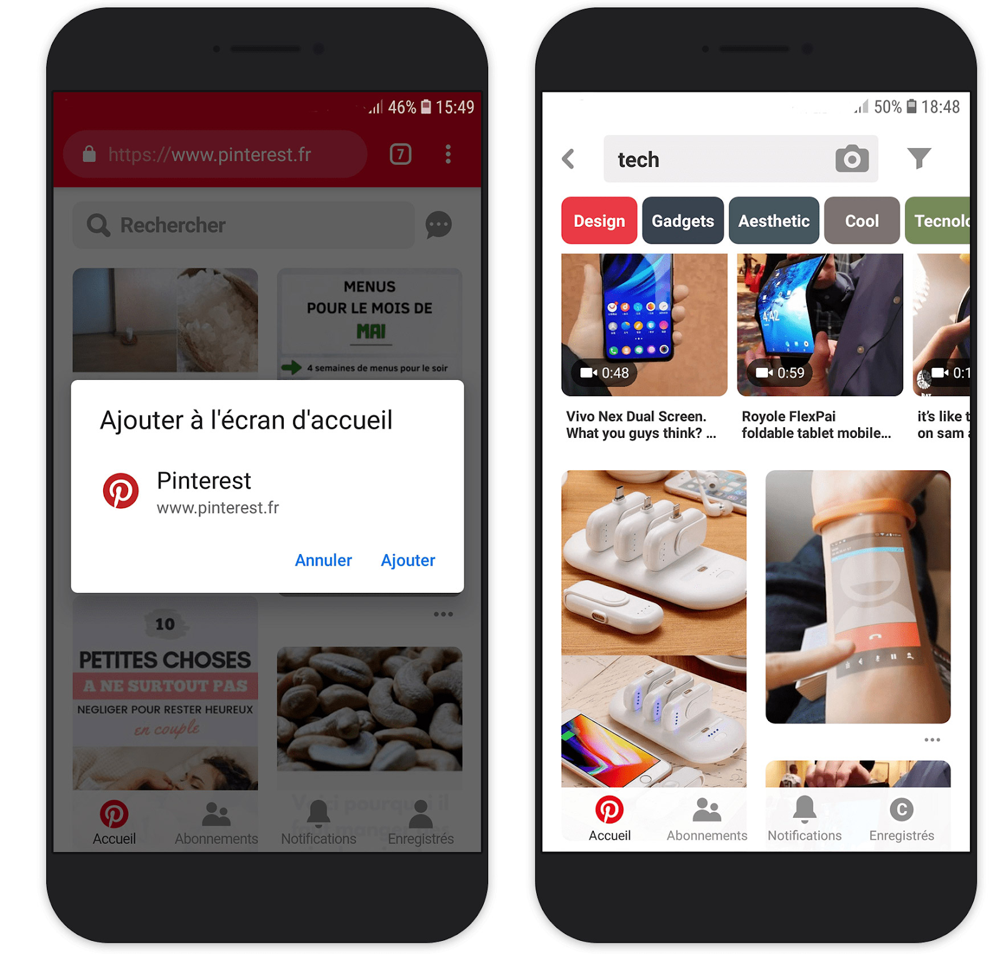 46% 15:49
https://www.pinterest.fr
7
Rechercher
MENUS
POUR LE MOIS DE
MAI
4 semaines de menus pour le soir
Ajouter à l'écran d'accueil
Pinterest
www.pinterest.fr
Annuler Ajouter
10
PETITES CHOSES
A NE SURTOUT PAS
NEGLIGER POUR RESTER HEUREUX
en couple
Voici pourquoi il
Accueil Abonnements Notifications Enregistrés
50% 18:48
tech
Design Gadgets Aesthetic Cool Tecnolo
4:42
0:48 0:59 0:1
Vivo Nex Dual Screen.
What you guys think? ...
Royole FlexPai
foldable tablet mobile...
it's like t
on sam
Accueil Abonnements Notifications Enregistrés
C